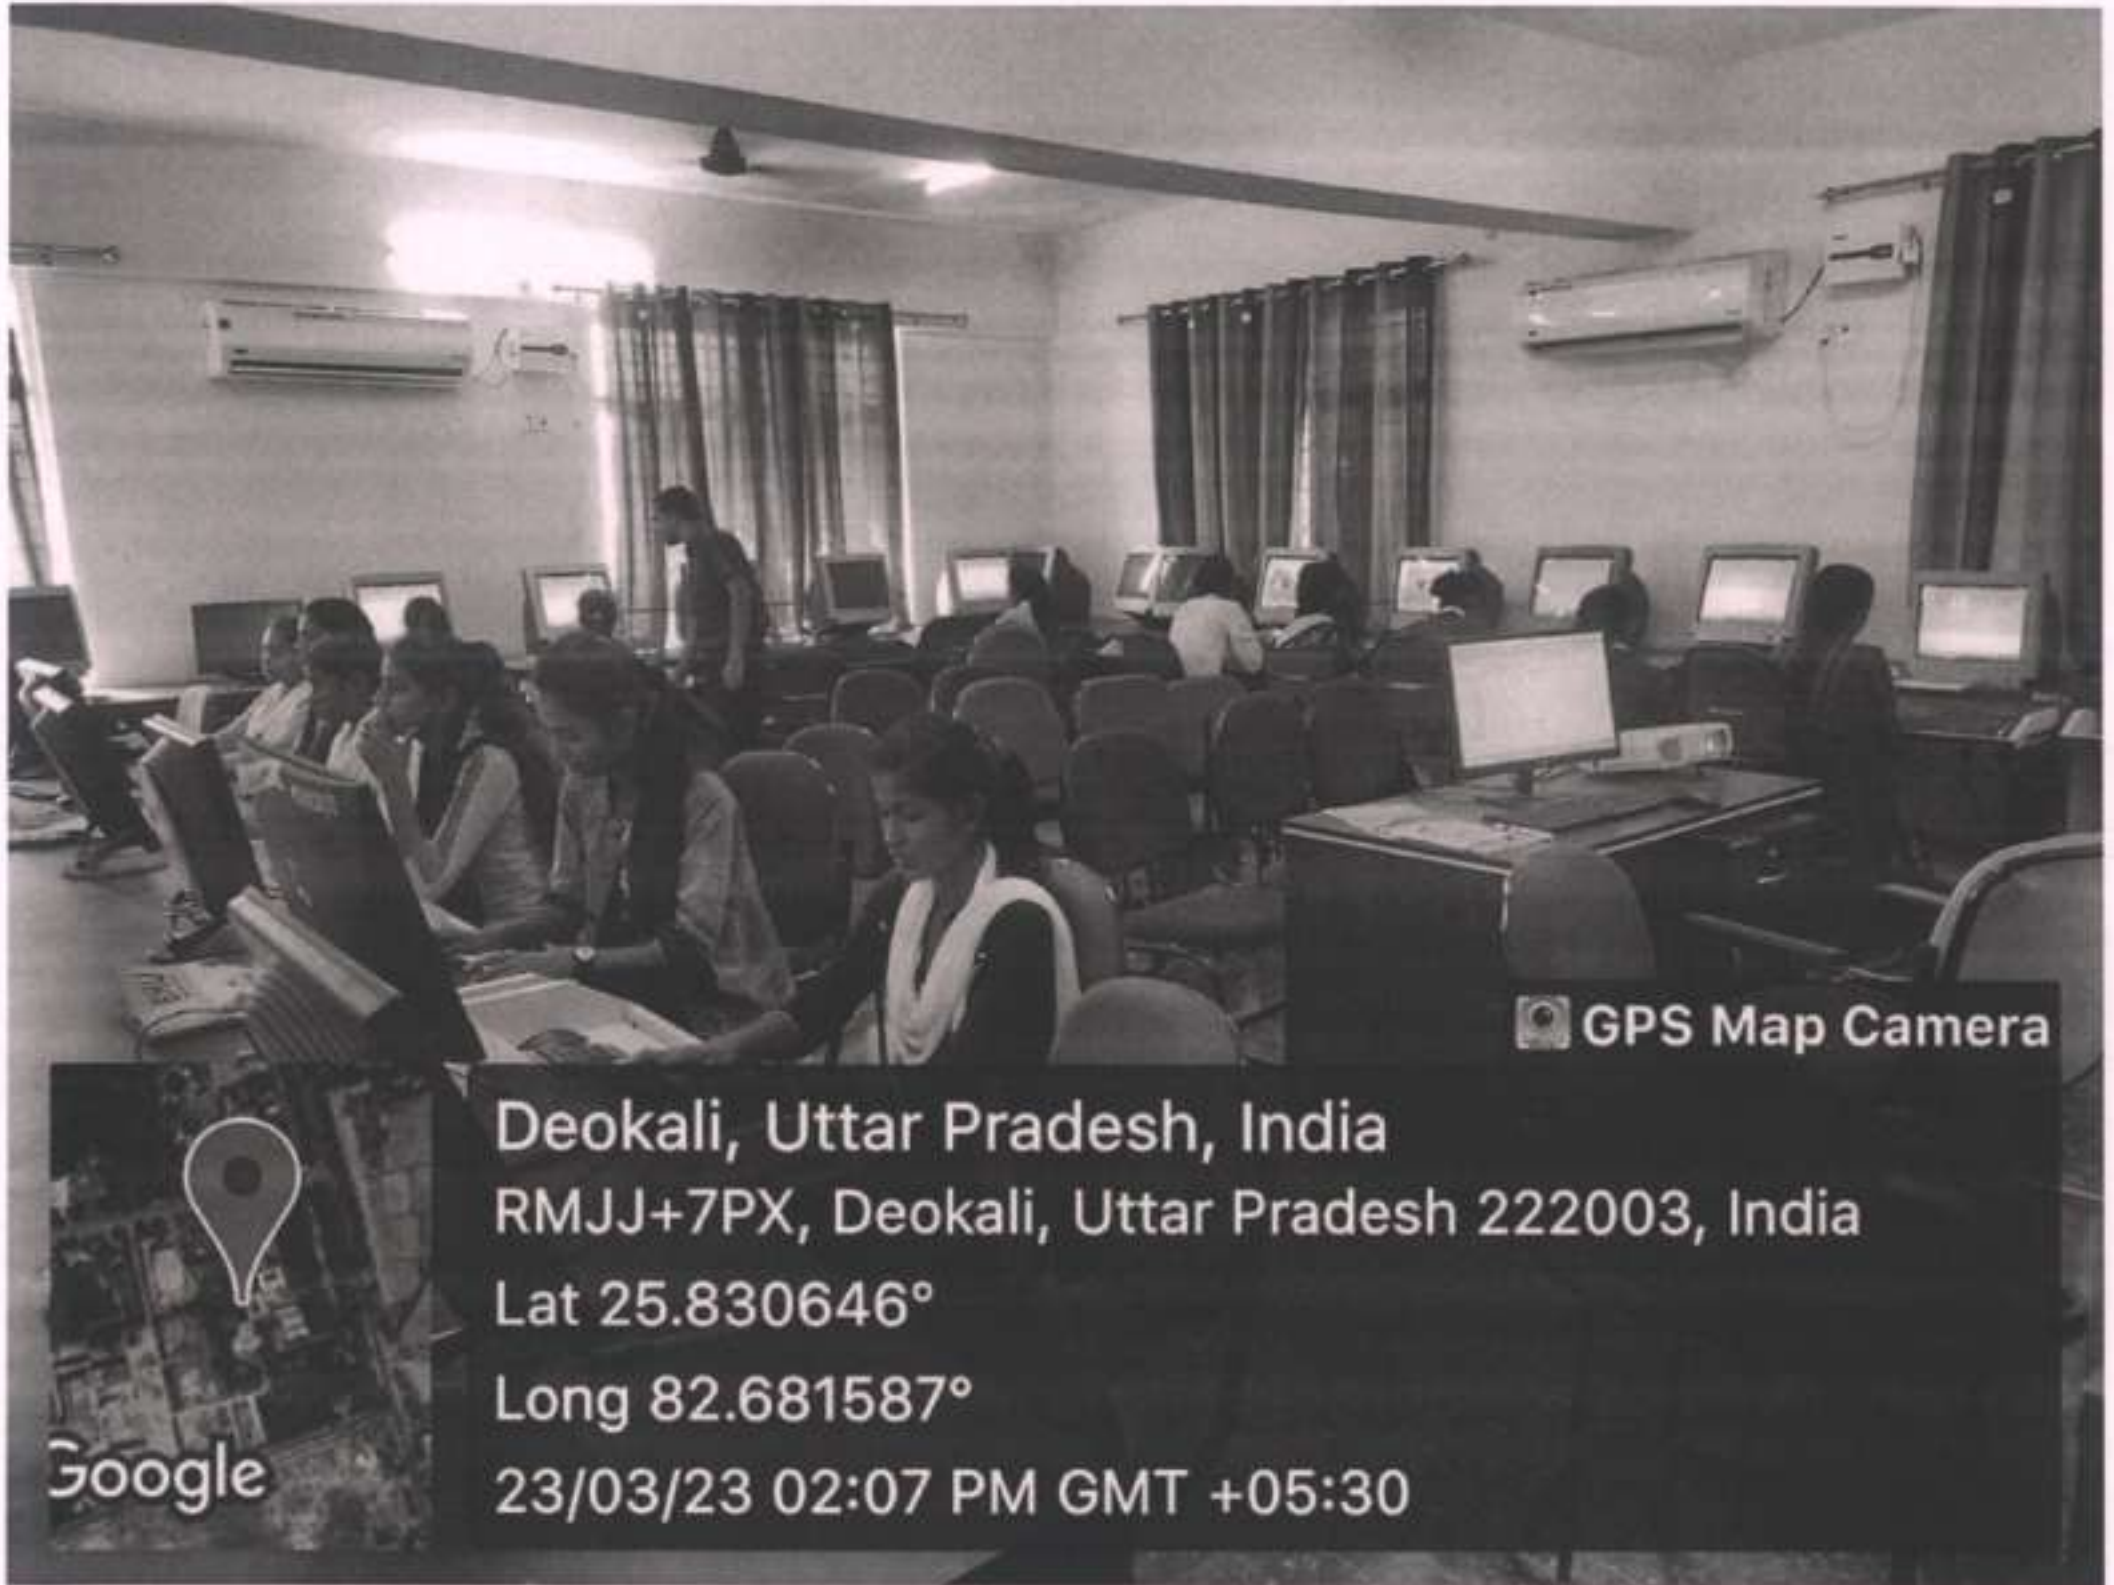 GPS Map Camera
Deokali, Uttar Pradesh, India
RMJJ+7PX, Deokali, Uttar Pradesh 222003, India
Lat 25.830646°
Long 82.681587°
23/03/23 02:07 PM GMT +05:30
Google